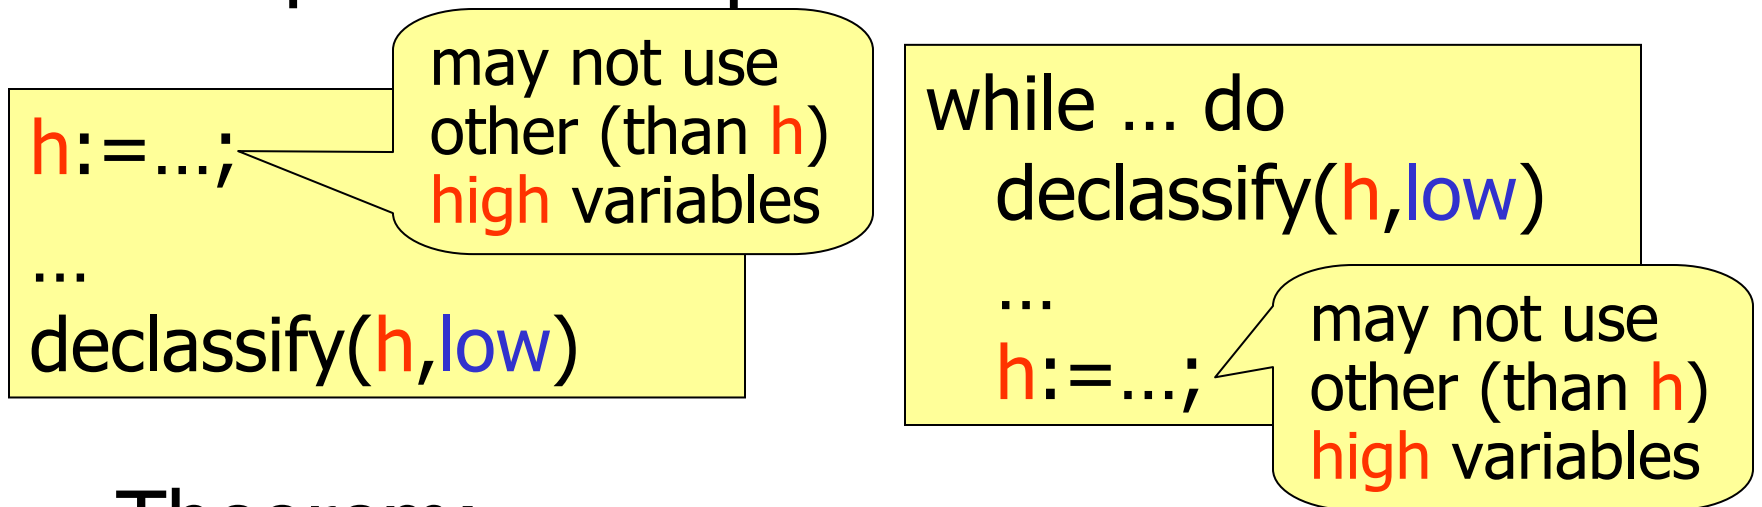 h:=...;
...
declassify(h,low)
may not use
other (than h)
high variables
while ... do
declassify(h,low)
...
h:=...;
may not use
other (than h)
high variables
Theorem: